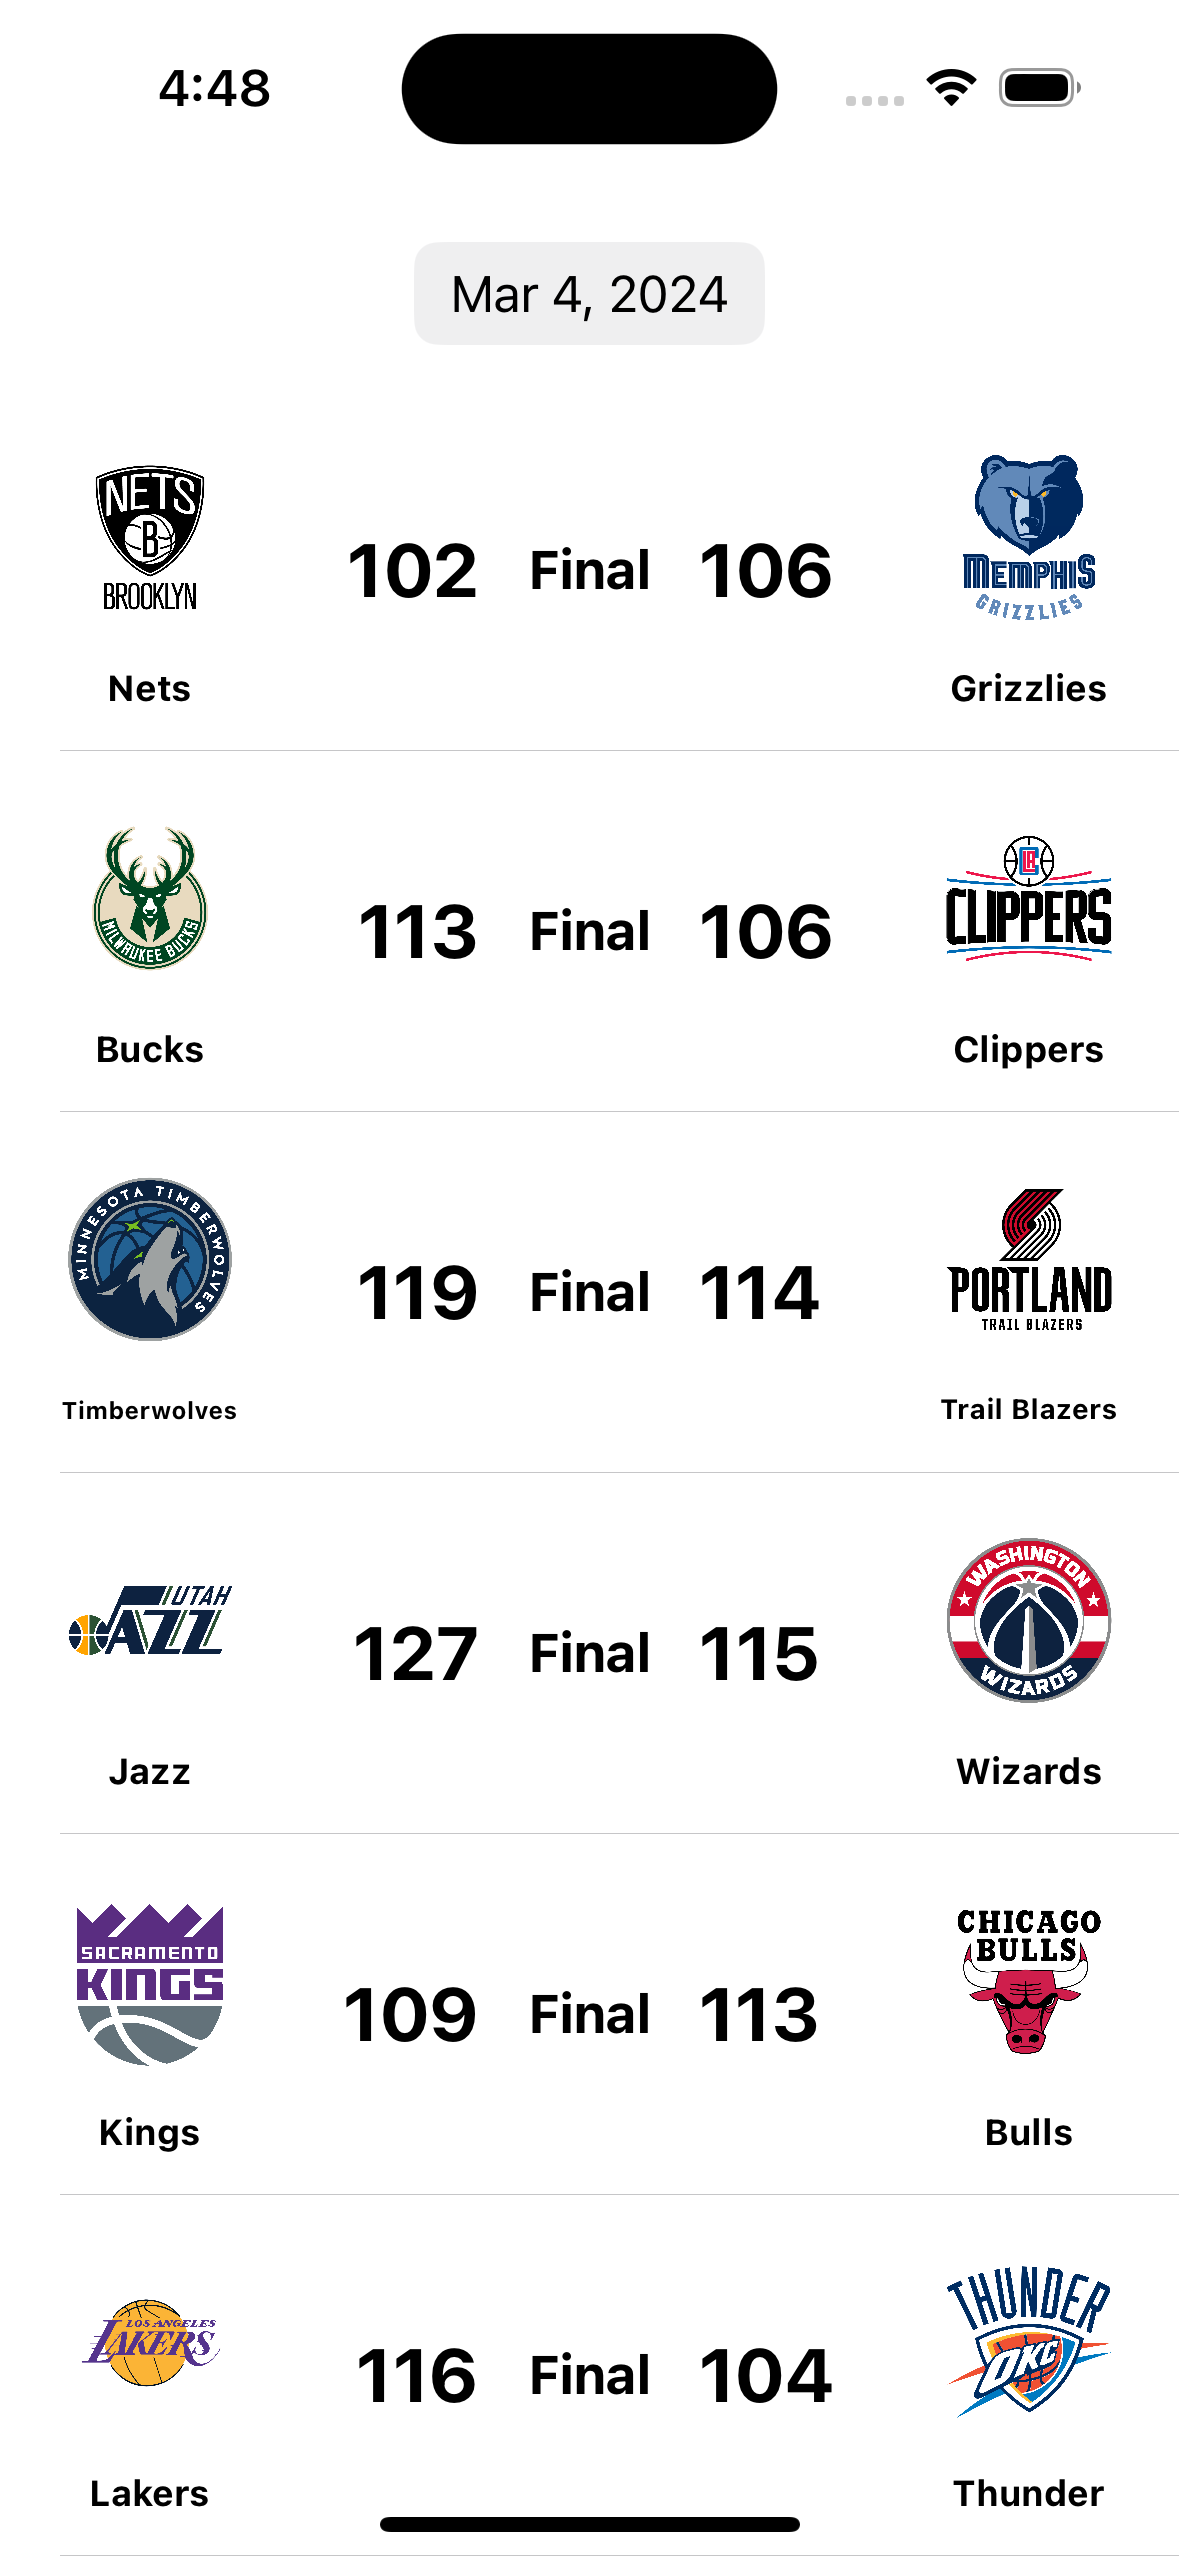 4:48
Mar 4, 2024
NETS
B
BROOKLYN
MEMPHIS
GRIZZLIES
102 Final 106
Nets Grizzlies
MILWAUKEE BUCKS
LA
CLIPPERS
113 Final 106
Bucks Clippers
MINNESOTA TIMBERWOLVES
PORTLAND
TRAIL BLAZERS
119 Final 114
Timberwolves Trail Blazers
UTAH
JAZZ
WASHINGTON
WIZARDS
127 Final 115
Jazz Wizards
SACRAMENTO
KINGS
CHICAGO
BULLS
109 Final 113
Kings Bulls
LOS ANGELES
LAKERS
THUNDER
OKC
116 Final 104
Lakers Thunder